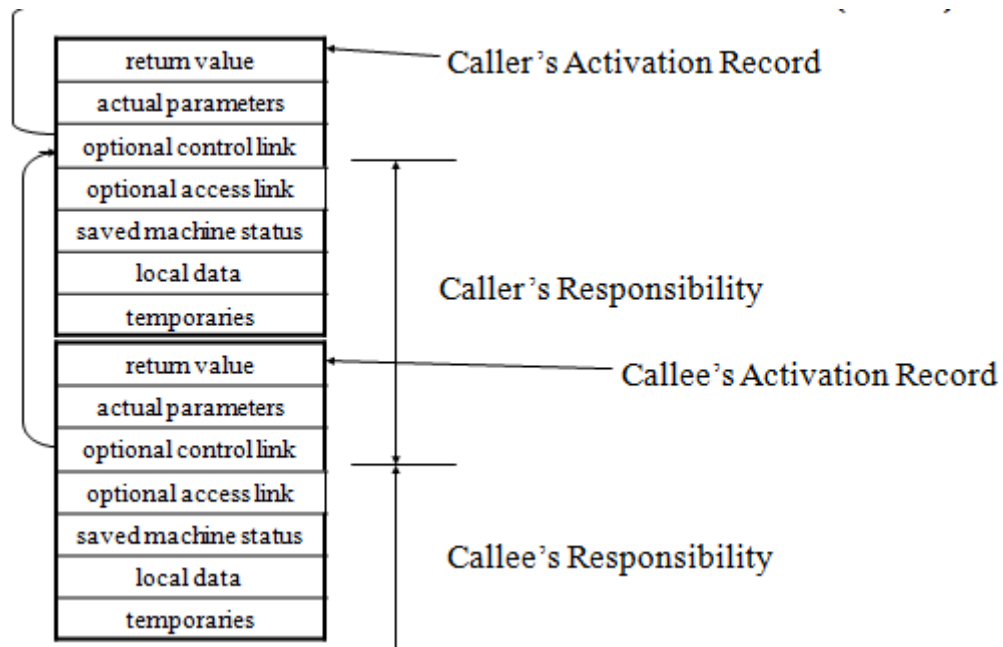 return value
Caller's Activation Record
actual parameters
optional control link
optional access link
saved machine status
local data
Caller's Responsibility
temporaries
return value
Callee's Activation Record
actual parameters
optional control link
optional access link
saved machine status
Callee's Responsibility
local data
temporaries